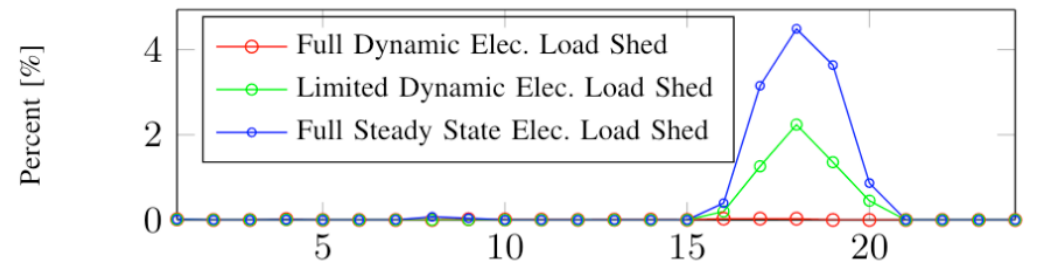 Percent [%]
4
2
0
Full Dynamic Elec. Load Shed
Limited Dynamic Elec. Load Shed
Full Steady State Elec. Load Shed
5 10 15 20